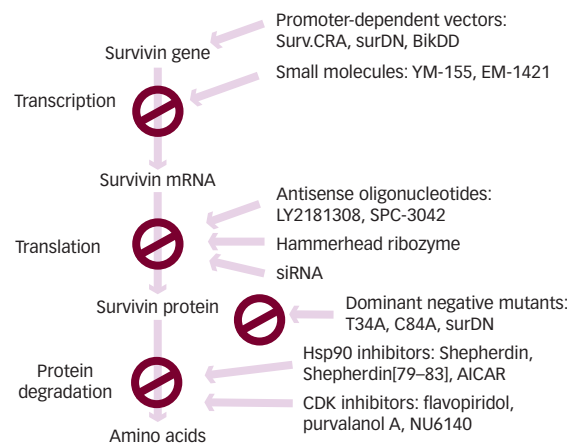 Promoter-dependent vectors:
Surv.CRA, surDN, BikDD
Survivin gene
Small molecules: YM-155, EM-1421
Transcription
Survivin mRNA
Antisense oligonucleotides:
LY2181308, SPC-3042
Translation
Hammerhead ribozyme
siRNA
Survivin protein
Dominant negative mutants:
T34A, C84A, surDN
Hsp90 inhibitors: Shepherdin,
Shepherdin[79–83], AICAR
Protein
degradation
CDK inhibitors: flavopiridol,
purvalanol A, NU6140
Amino acids